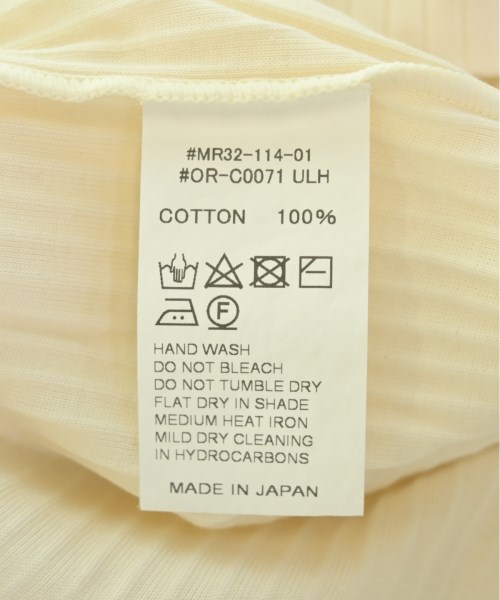 #MR32-114-01
#OR-C0071 ULH
COTTON 100%
F
HAND WASH
DO NOT BLEACH
DO NOT TUMBLE DRY
FLAT DRY IN SHADE
MEDIUM HEAT IRON
MILD DRY CLEANING
IN HYDROCARBONS
MADE IN JAPAN